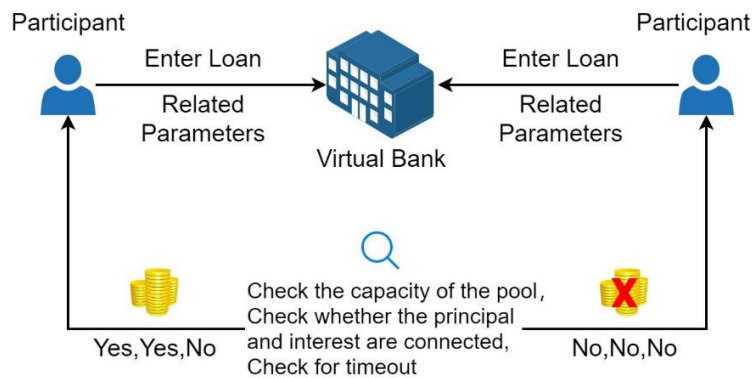 Participant
Participant
Enter Loan
Enter Loan
Related
Parameters
Related
Parameters
Virtual Bank
Check the capacity of the pool,
Check whether the principal
and interest are connected,
Check for timeout
Yes,Yes,No
No,No,No
X